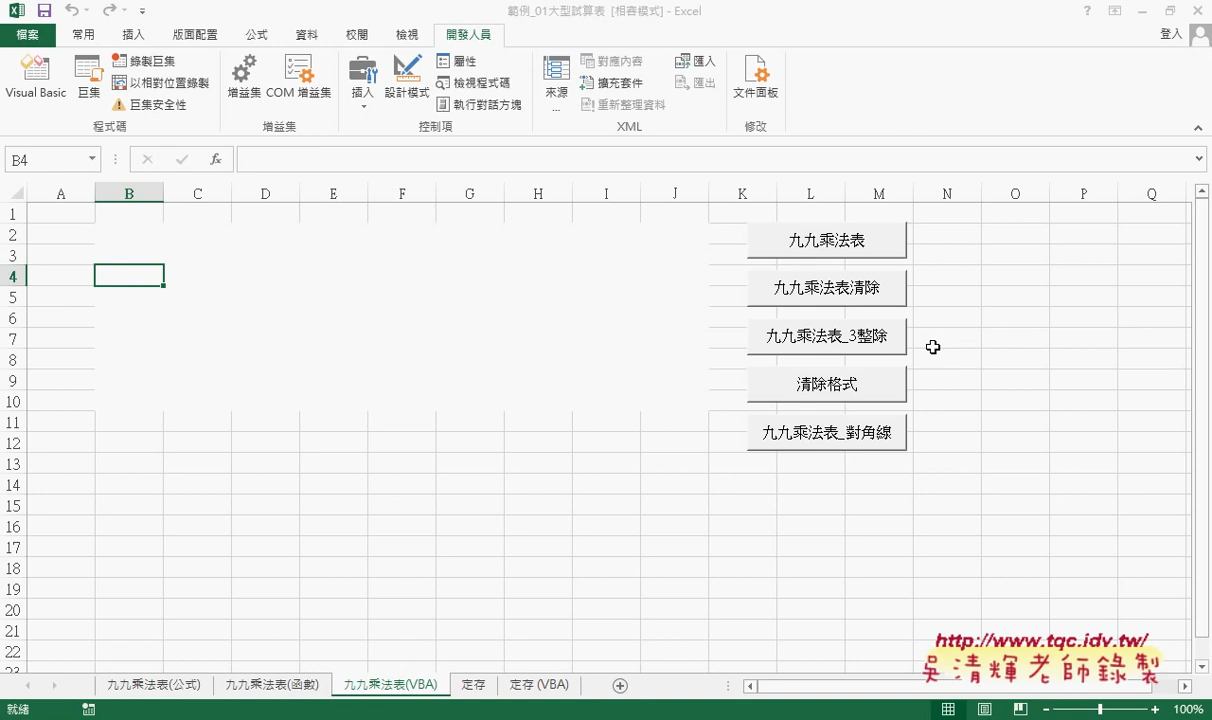 範例_01大型試算表 [相容模式] - Excel
檔案 常用 插入 版面配置 公式 資料 校閱 檢視 開發人員 登入
Visual Basic 巨集 錄製巨集 以相對位置錄製 巨集安全性 程式碼
增益集 COM 增益集 增益集
插入 設計模式 屬性 檢視程式碼 執行對話方塊 控制項
來源 ... 對應內容 擴充套件 重新整理資料 匯入 匯出 XML
文件面板 修改
B4 fx
A B C D E F G H I J K L M N O P Q
1
2
3
4
5
6
7
8
9
10
11
12
13
14
15
16
17
18
19
20
21
22
23
九九乘法表
九九乘法表清除
九九乘法表_3整除
清除格式
九九乘法表_對角線
http://www.tqc.idv.tw/
吳清輝老師錄製
九九乘法表(公式) 九九乘法表(函數) 九九乘法表(VBA) 定存 定存 (VBA)
就緒 100%